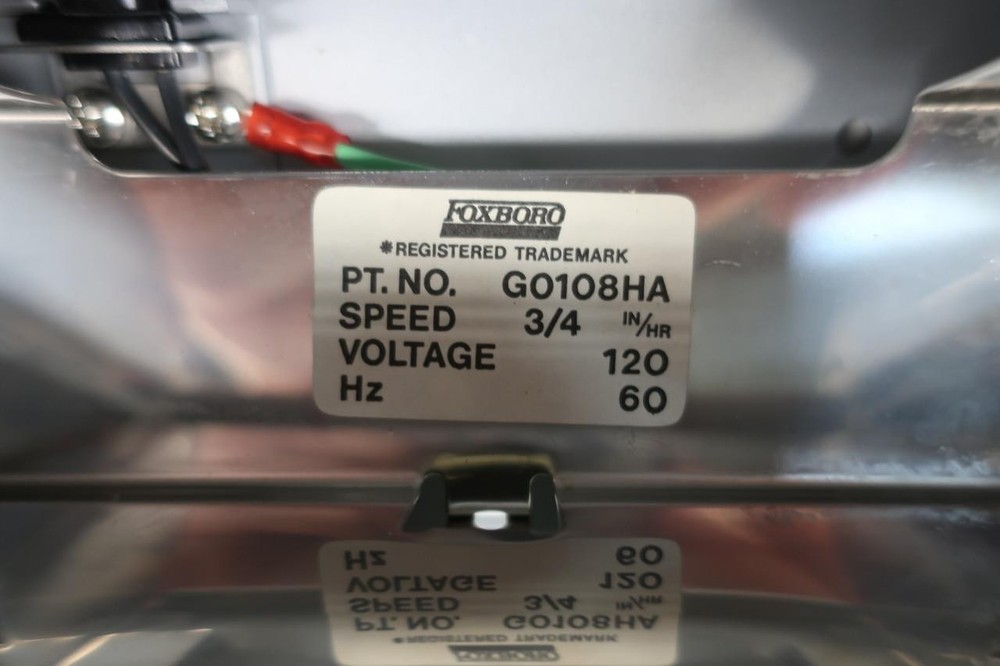 FOXBORO
*REGISTERED TRADEMARK
PT. NO. G0108HA
SPEED 3/4 IN/HR
VOLTAGE 120
Hz 60